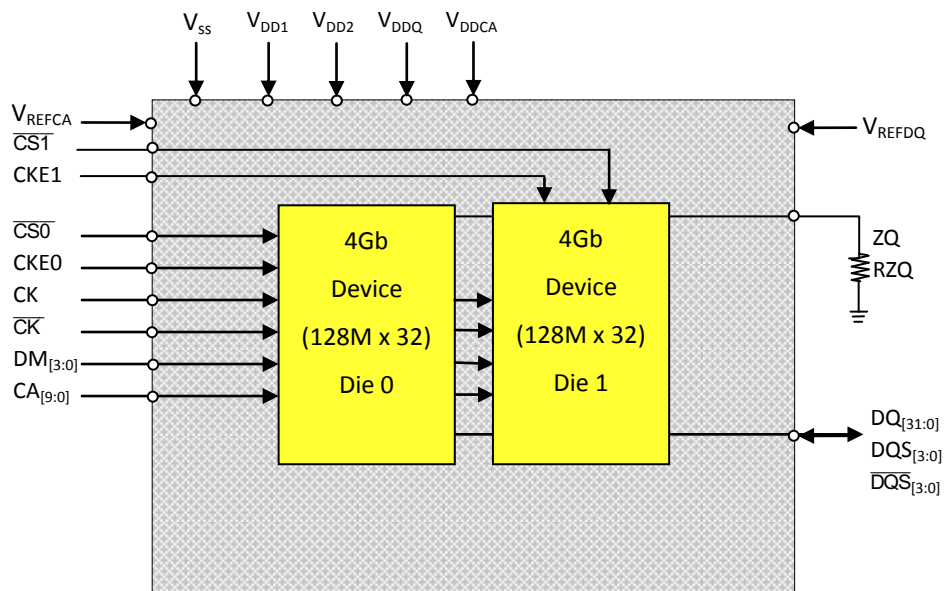 VSS VDD1 VDD2 VDDQ VDDCA
VREFCA
CS1
CKE1
CS0
CKE0
CK
CK
DM[3:0]
CA[9:0]
4Gb
Device
(128M x 32)
Die 0
4Gb
Device
(128M x 32)
Die 1
VREFDQ
ZQ
RZQ
DQ[31:0]
DQS[3:0]
DQS[3:0]